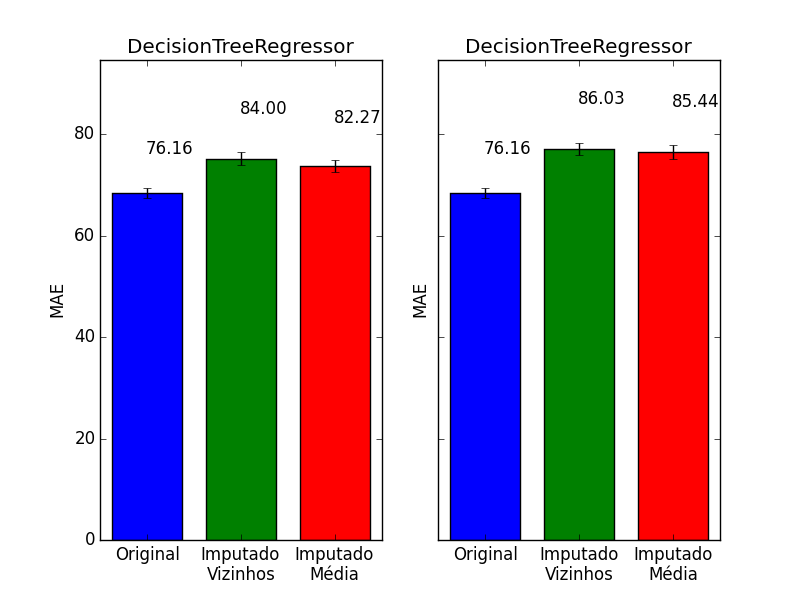 DecisionTreeRegressor
MAE
80
60
40
20
0
76.16
84.00
82.27
Original
Imputado
Vizinhos
Imputado
Média
DecisionTreeRegressor
MAE
76.16
86.03
85.44
Original
Imputado
Vizinhos
Imputado
Média